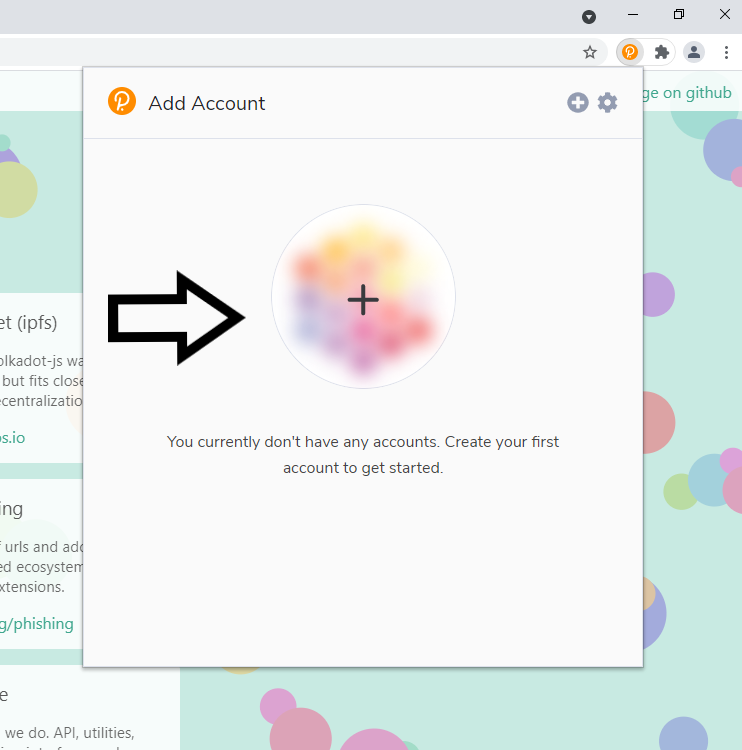 ge on github
Add Account
You currently don't have any accounts. Create your first
account to get started.
et (ipfs)
olkadot-js wa
but fits close
ecentralizatio
os.io
ing
f urls and add
ed ecosystem
xtensions.
g/phishing
e
we do. API, utilities,